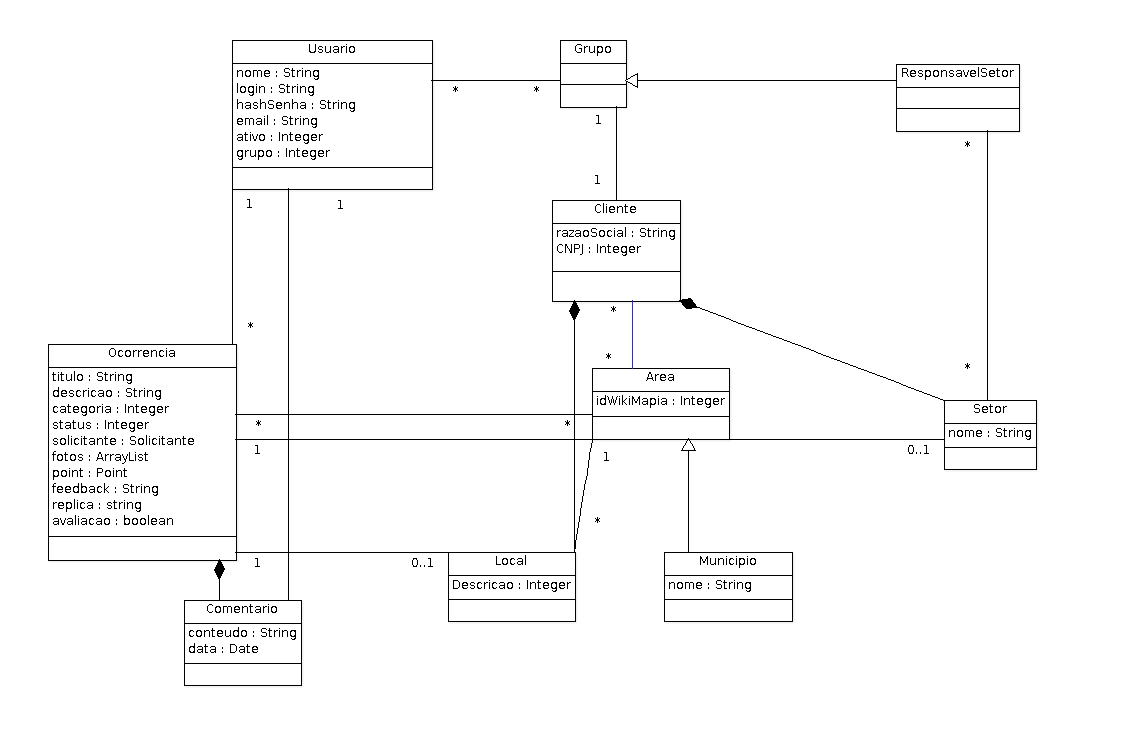 Usuario
nome : String
login : String
hashSenha : String
email : String
ativo : Integer
grupo : Integer
Grupo
ResponsavelSetor
*
*
1
*
1
1
1
Cliente
razaoSocial : String
CNPJ : Integer
*
*
*
*
Ocorrencia
titulo : String
descricao : String
categoria : Integer
status : Integer
solicitante : Solicitante
fotos : ArrayList
point : Point
feedback : String
replica : string
avaliacao : boolean
Area
idWikiMapia : Integer
Setor
nome : String
*
*
1
1
0..1
*
1
0..1
Local
Descricao : Integer
Municipio
nome : String
Comentario
conteudo : String
data : Date